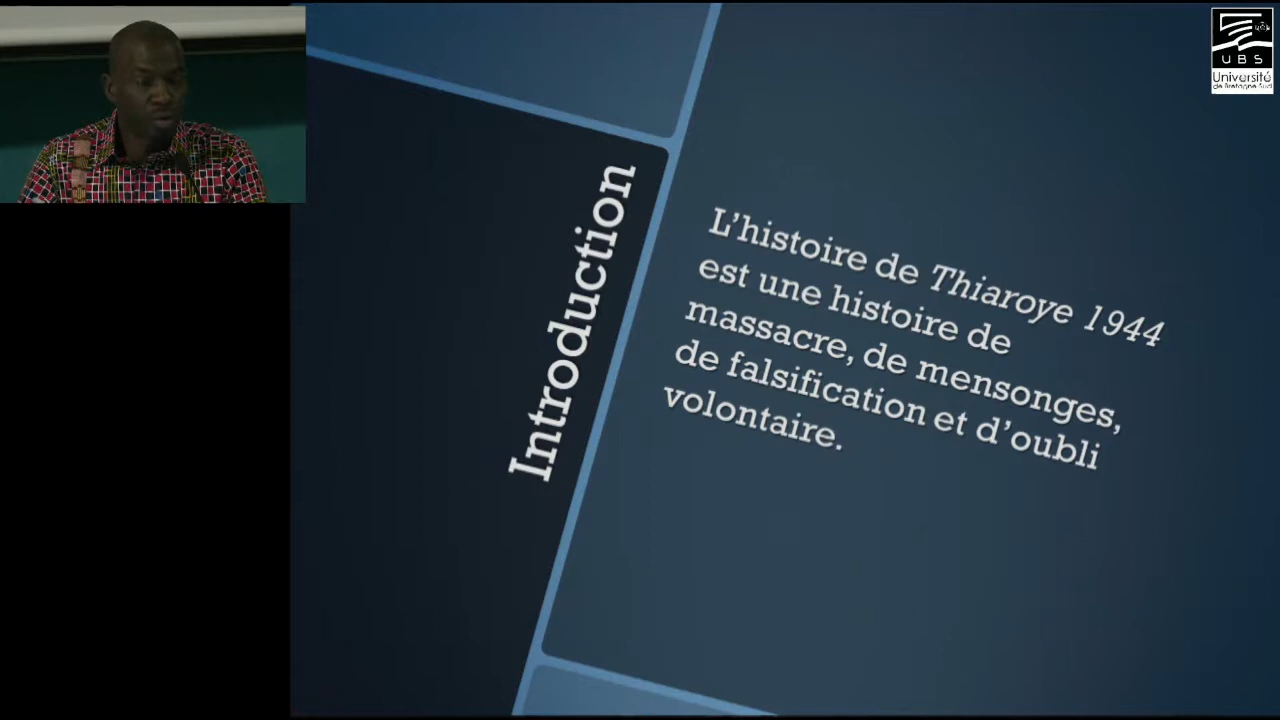 Introduction
L'histoire de Thiaroye 1944
est une histoire de
massacre, de mensonges,
de falsification et d'oubli
volontaire.
UBS
Université
de Bretagne-Sud